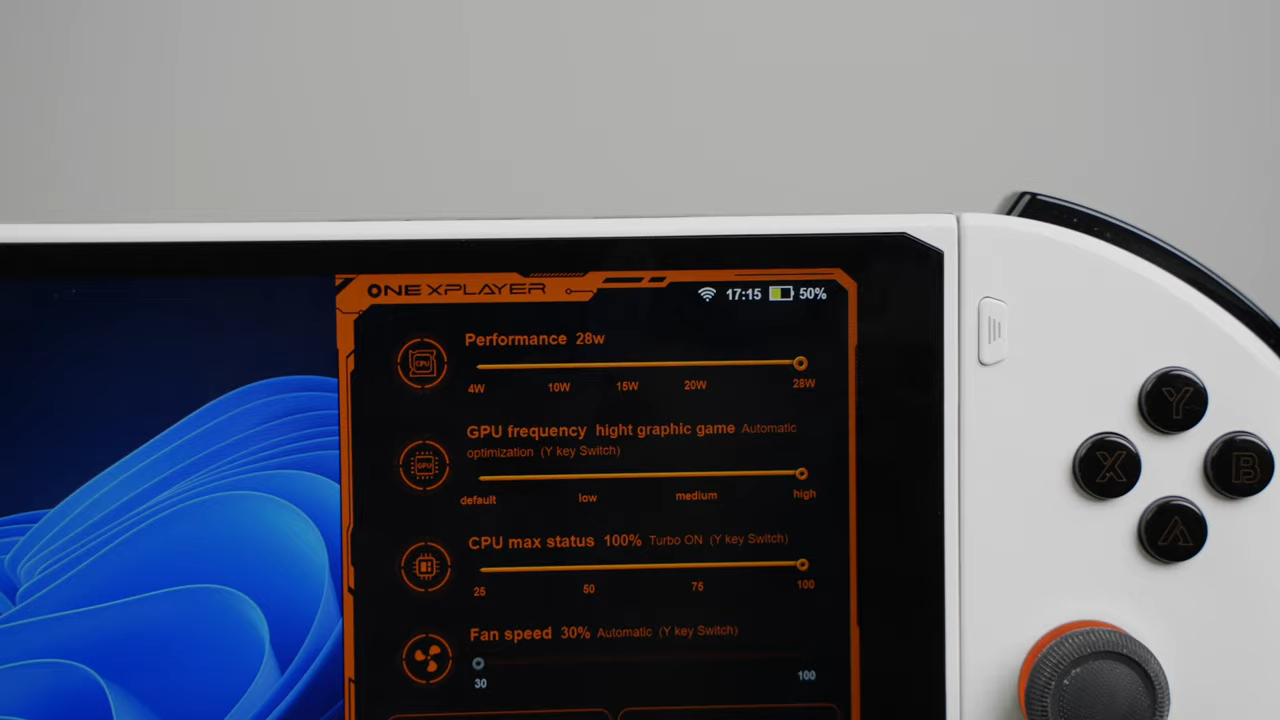 ONEXPLAYER
17:15 50%
Performance 28w
CPU
4W 10W 15W 20W 28W
GPU frequency hight graphic game Automatic
optimization (Y key Switch)
GPU
default low medium high
CPU max status 100% Turbo ON (Y key Switch)
25 50 75 100
Fan speed 30% Automatic (Y key Switch)
30 100
Y
X
B
A